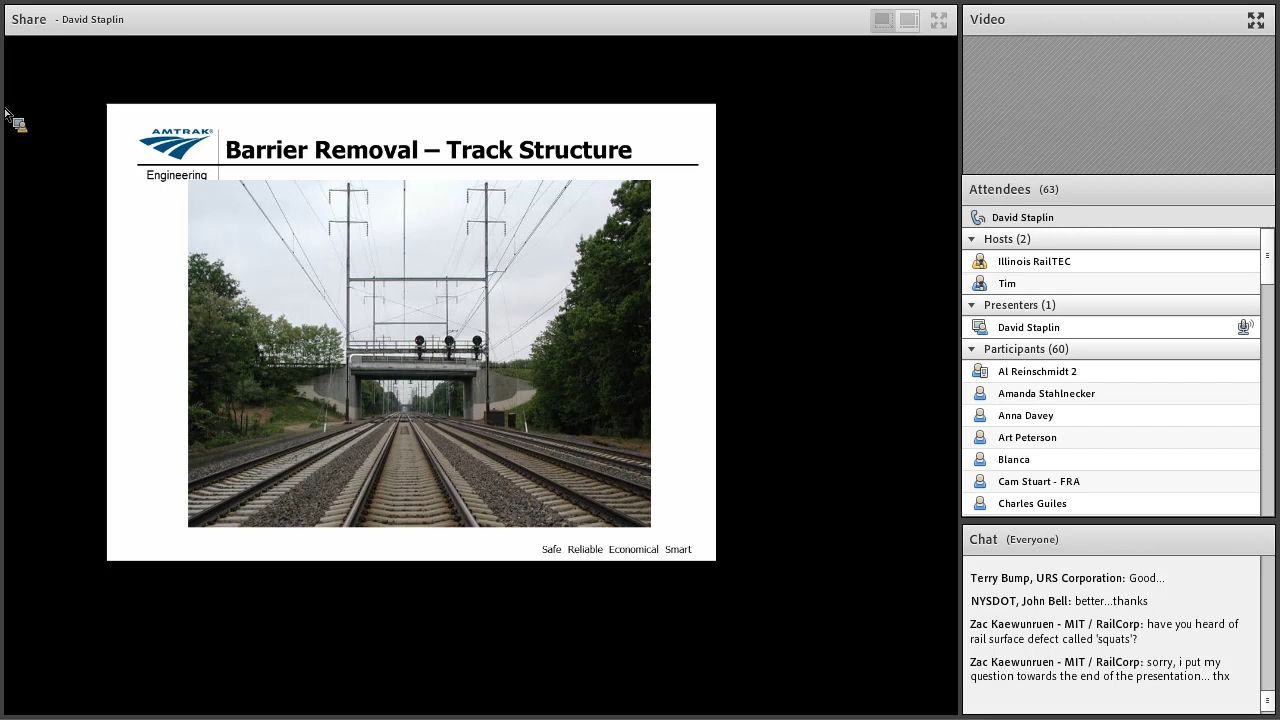 Share - David Staplin
AMTRAK®
Engineering
Barrier Removal – Track Structure
Safe Reliable Economical Smart
Video
Attendees (63)
David Staplin
Hosts (2)
Illinois RailTEC
Tim
Presenters (1)
David Staplin
Participants (60)
Al Reinschmidt 2
Amanda Stahlnecker
Anna Davey
Art Peterson
Blanca
Cam Stuart - FRA
Charles Guiles
Chat (Everyone)
Terry Bump, URS Corporation: Good...
NYSDOT, John Bell: better...thanks
Zac Kaewunruen - MIT / RailCorp: have you heard of
rail surface defect called 'squats'?
Zac Kaewunruen - MIT / RailCorp: sorry, i put my
question towards the end of the presentation... thx